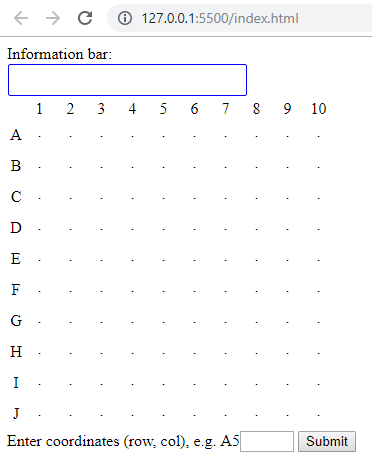 127.0.0.1:5500/index.html
Information bar:
1 2 3 4 5 6 7 8 9 10
A . . . . . . . . . .
B . . . . . . . . . .
C . . . . . . . . . .
D . . . . . . . . . .
E . . . . . . . . . .
F . . . . . . . . . .
G . . . . . . . . . .
H . . . . . . . . . .
I . . . . . . . . . .
J . . . . . . . . . .
Enter coordinates (row, col), e.g. A5 Submit